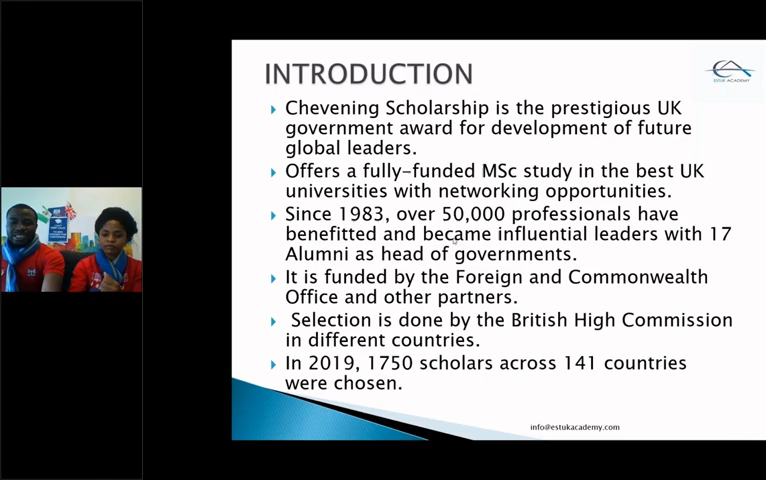 INTRODUCTION
ESTUK ACADEMY
Chevening Scholarship is the prestigious UK
government award for development of future
global leaders.
Offers a fully-funded MSc study in the best UK
universities with networking opportunities.
Since 1983, over 50,000 professionals have
benefitted and became influential leaders with 17
Alumni as head of governments.
It is funded by the Foreign and Commonwealth
Office and other partners.
Selection is done by the British High Commission
in different countries.
In 2019, 1750 scholars across 141 countries
were chosen.
info@estukacademy.com